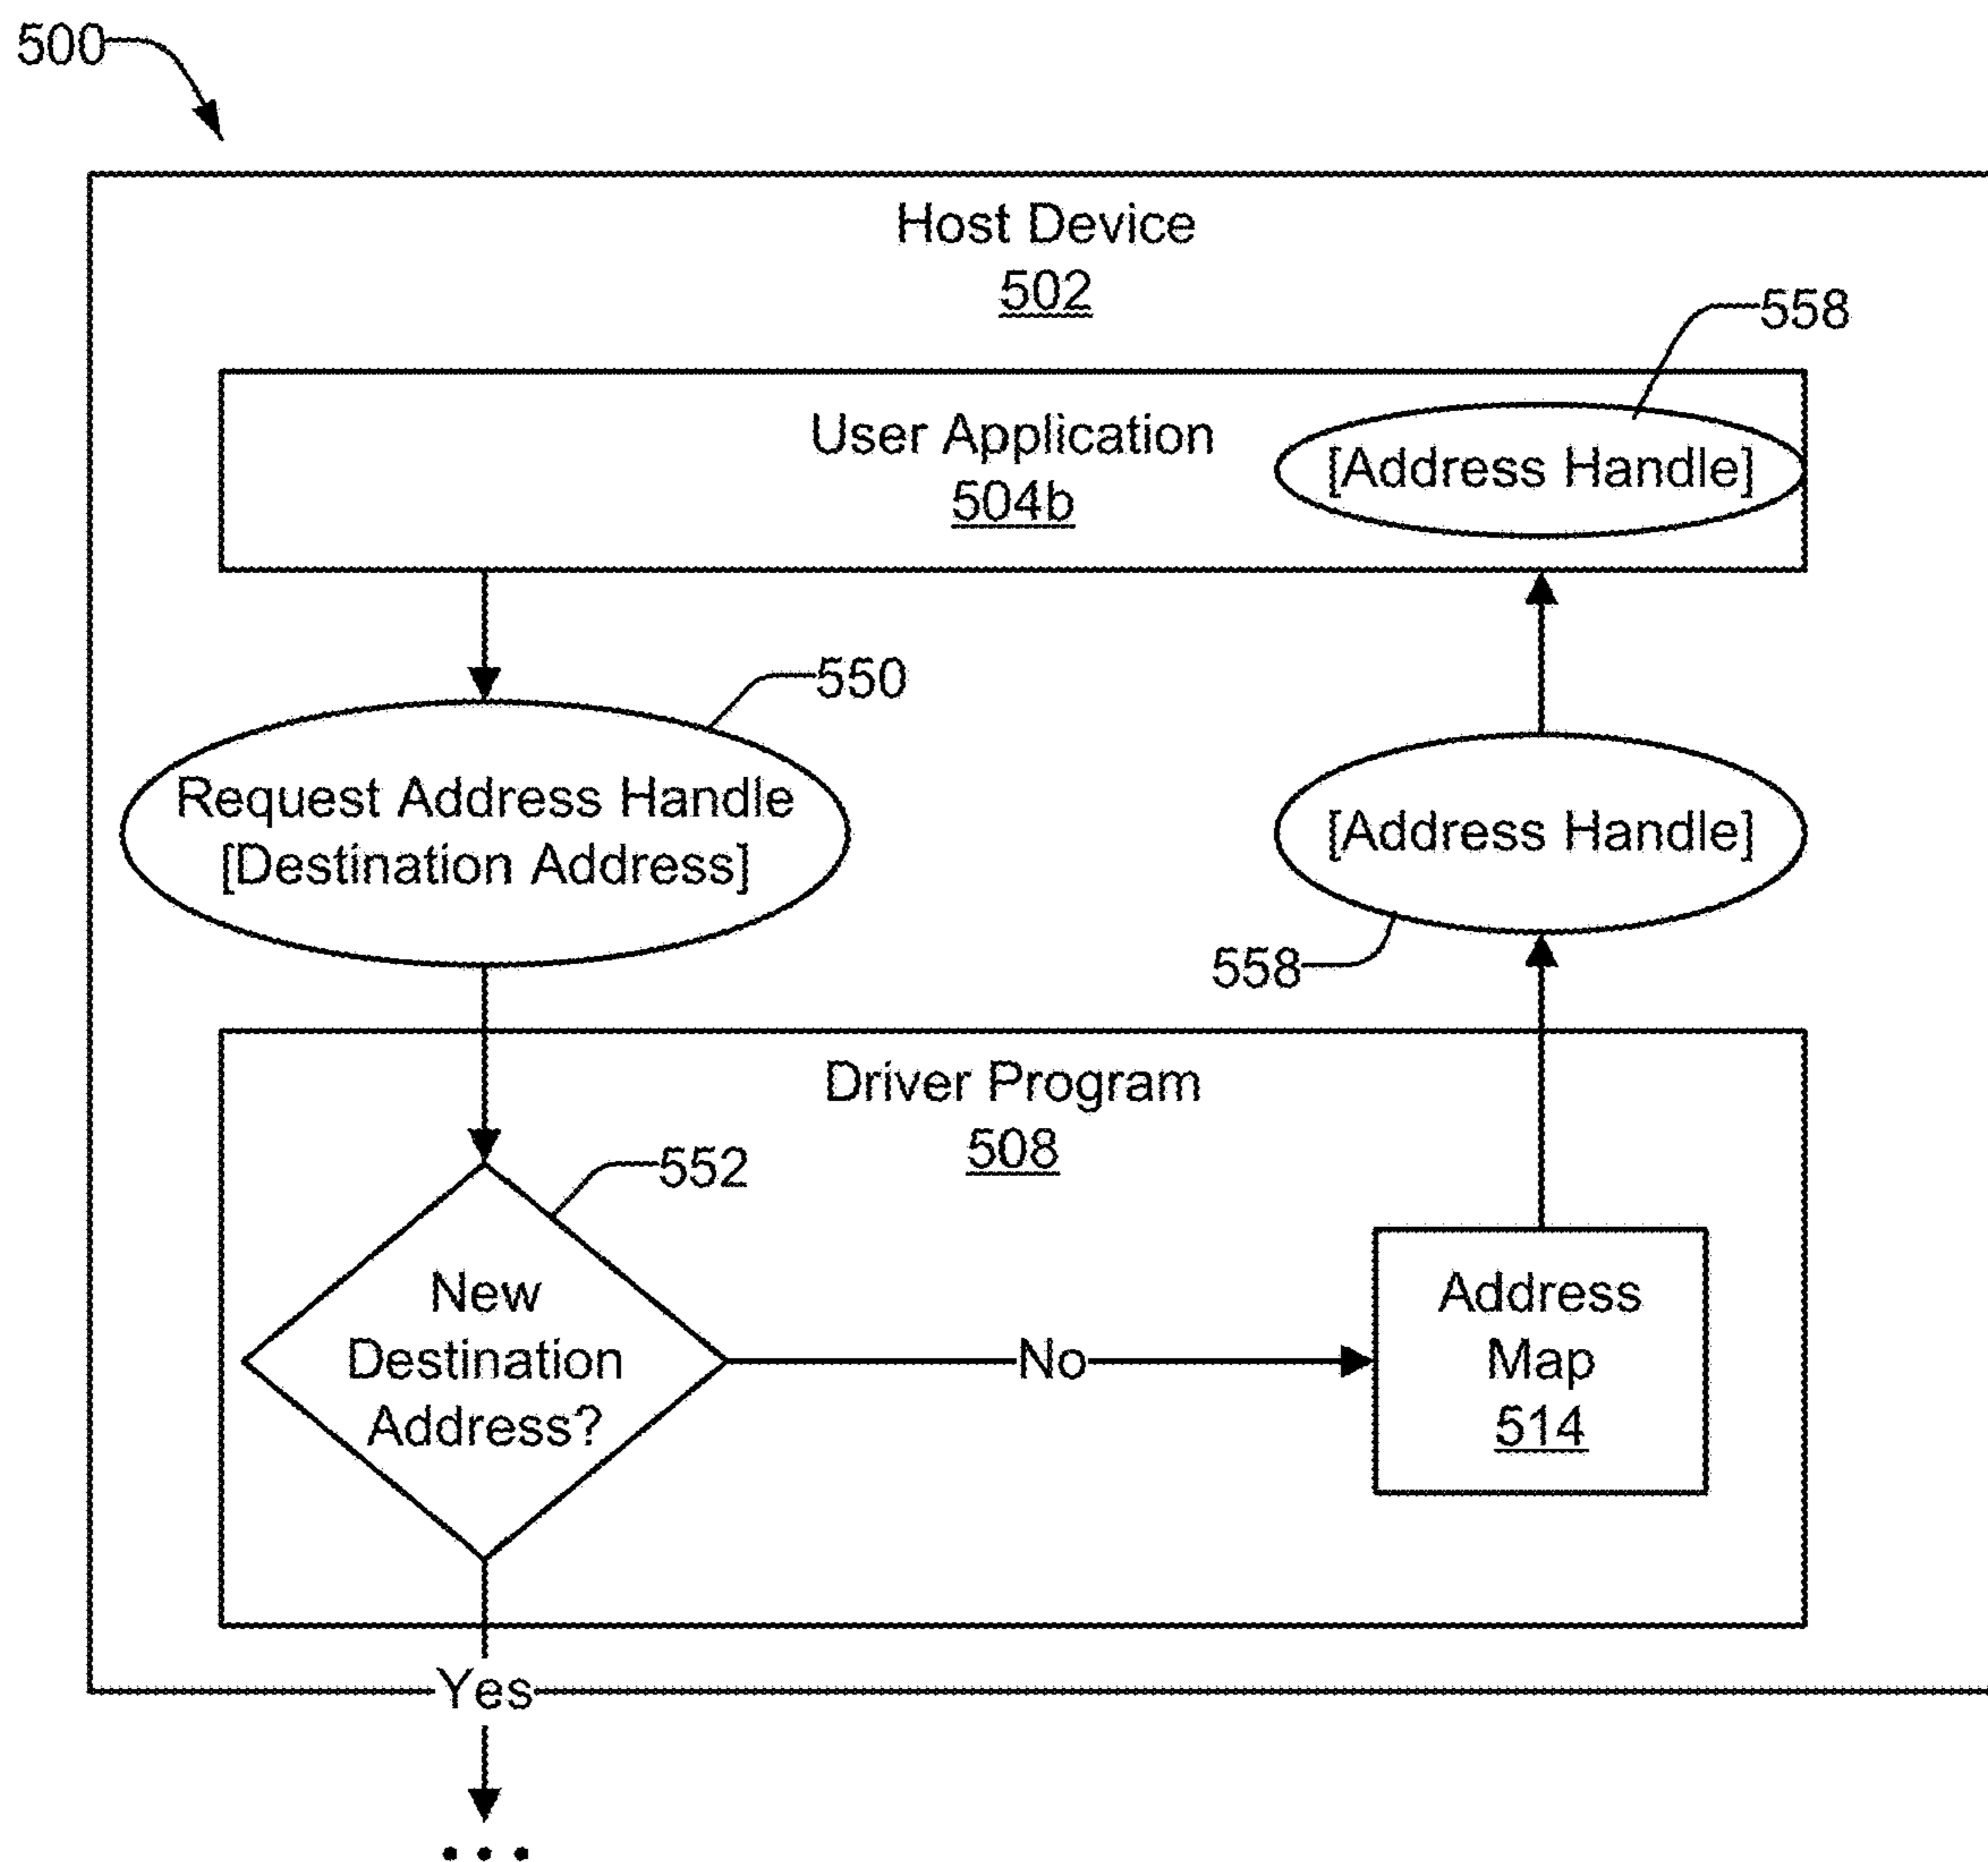 500
Host Device
502
558
User Application
504b
[Address Handle]
550
Request Address Handle
[Destination Address]
[Address Handle]
558
Driver Program
508
552
New
Destination
Address?
No
Address
Map
514
Yes
...